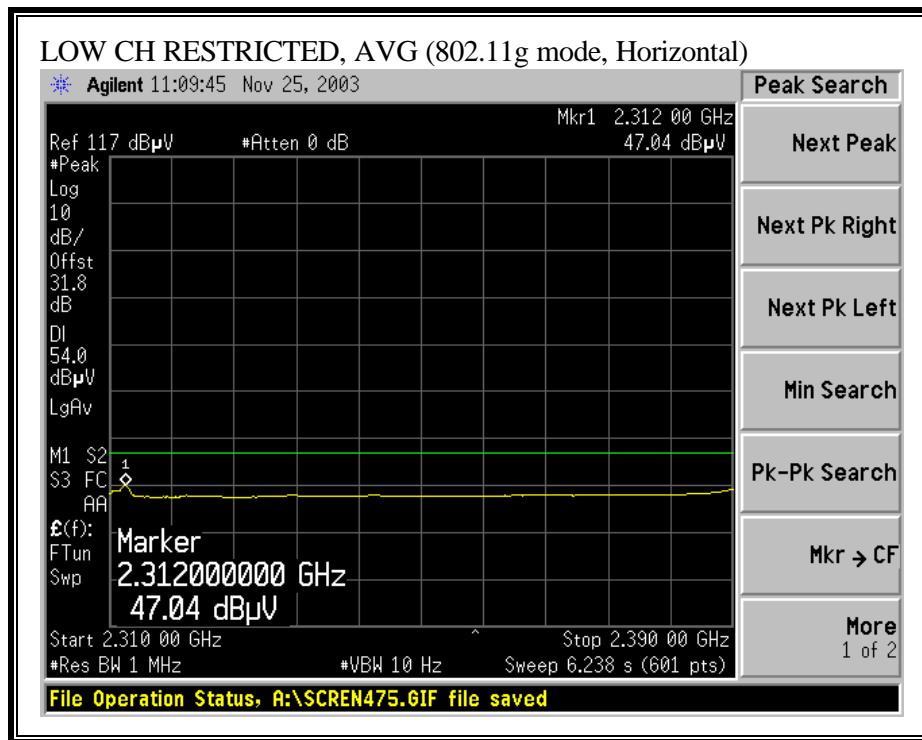 LOW CH RESTRICTED, AVG (802.11g mode, Horizontal)
Agilent 11:09:45 Nov 25, 2003
Peak Search
Mkr1 2.312 00 GHz
Ref 117 dBµV #Atten 0 dB 47.04 dBµV
#Peak
Log
10
dB/
Offst
31.8
dB
DI
54.0
dBµV
LgAv
M1 S2
S3 FC
AA
£(f):
FTun
Swp
1
Marker
2.312000000 GHz
47.04 dBµV
Start 2.310 00 GHz ^ Stop 2.390 00 GHz
#Res BW 1 MHz #VBW 10 Hz Sweep 6.238 s (601 pts)
Next Peak
Next Pk Right
Next Pk Left
Min Search
Pk-Pk Search
Mkr → CF
More
1 of 2
File Operation Status, A:\SCREN475.GIF file saved